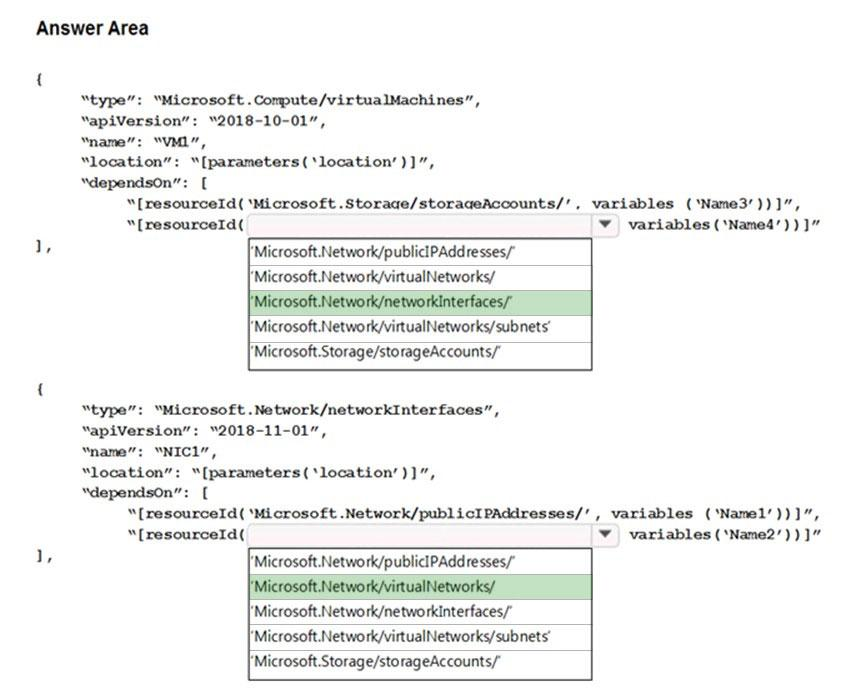 Answer Area
{
"type": "Microsoft.Compute/virtualMachines",
"apiVersion": "2018-10-01",
"name": "VM1",
"location": "[parameters('location')]",
"dependsOn": [
"[resourceId('Microsoft.Storage/storageAccounts/', variables ('Name3'))]",
"[resourceId( variables('Name4'))]"
],
'Microsoft.Network/publicIPAddresses/'
'Microsoft.Network/virtualNetworks/
'Microsoft.Network/networkInterfaces/'
'Microsoft.Network/virtualNetworks/subnets'
'Microsoft.Storage/storageAccounts/'
{
"type": "Microsoft.Network/networkInterfaces",
"apiVersion": "2018-11-01",
"name": "NIC1",
"location": "[parameters('location')]",
"dependsOn": [
"[resourceId('Microsoft.Network/publicIPAddresses/', variables ('Name1'))]",
"[resourceId( variables('Name2'))]"
],
'Microsoft.Network/publicIPAddresses/'
'Microsoft.Network/virtualNetworks/
'Microsoft.Network/networkInterfaces/'
'Microsoft.Network/virtualNetworks/subnets'
'Microsoft.Storage/storageAccounts/'